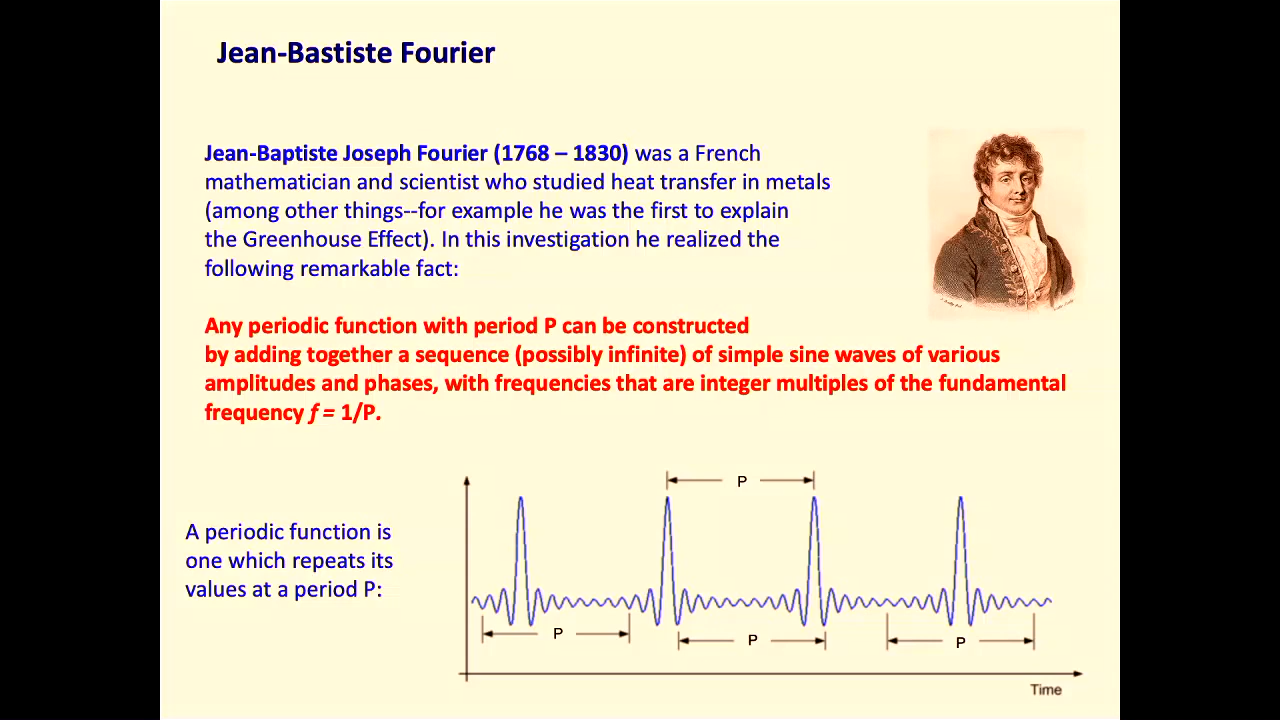 Jean-Bastiste Fourier
Jean-Baptiste Joseph Fourier (1768 – 1830) was a French
mathematician and scientist who studied heat transfer in metals
(among other things--for example he was the first to explain
the Greenhouse Effect). In this investigation he realized the
following remarkable fact:
Any periodic function with period P can be constructed
by adding together a sequence (possibly infinite) of simple sine waves of various
amplitudes and phases, with frequencies that are integer multiples of the fundamental
frequency f = 1/P.
A periodic function is
one which repeats its
values at a period P:
P
P
P
P
Time